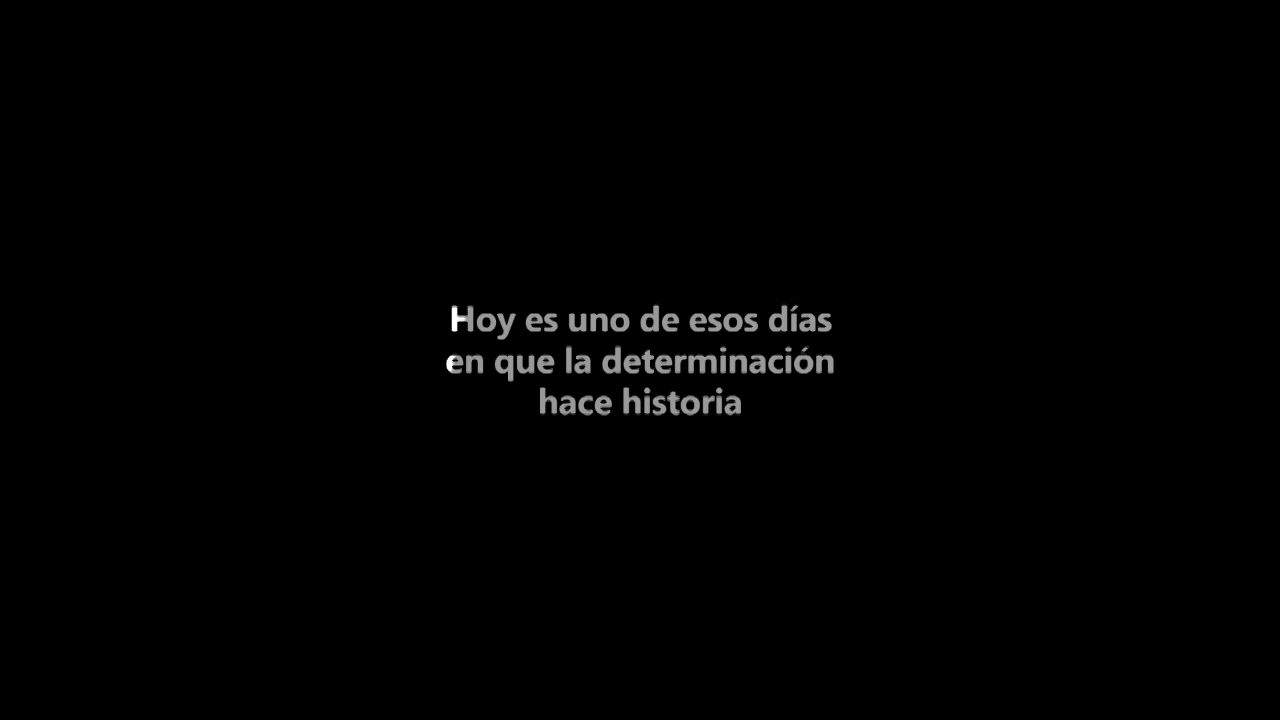 Hoy es uno de esos días
en que la determinación
hace historia